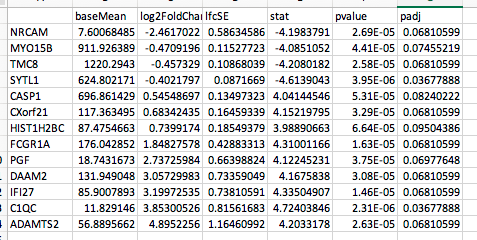 baseMean log2FoldChan lfcSE stat pvalue padj
NRCAM 7.60068485 -2.4617022 0.58634586 -4.1983791 2.69E-05 0.06810599
MYO15B 911.926389 -0.4709196 0.11527723 -4.0851052 4.41E-05 0.07455219
TMC8 1220.2943 -0.457329 0.10868039 -4.2080182 2.58E-05 0.06810599
SYTL1 624.802171 -0.4021797 0.0871669 -4.6139043 3.95E-06 0.03677888
CASP1 696.861429 0.54548697 0.13497323 4.04144546 5.31E-05 0.08240222
CXorf21 117.363495 0.68342435 0.16459339 4.15219795 3.29E-05 0.06810599
HIST1H2BC 87.4754663 0.7399174 0.18549379 3.98890663 6.64E-05 0.09504386
FCGR1A 176.042852 1.84827578 0.42883313 4.31001166 1.63E-05 0.06810599
PGF 18.7431673 2.73725984 0.66398824 4.12245231 3.75E-05 0.06977648
DAAM2 131.949048 3.05729983 0.73359049 4.1675838 3.08E-05 0.06810599
IFI27 85.9007893 3.19972535 0.73810591 4.33504907 1.46E-05 0.06810599
C1QC 11.829146 3.85300526 0.81561683 4.72403846 2.31E-06 0.03677888
ADAMTS2 56.8895662 4.8952256 1.16460992 4.2033178 2.63E-05 0.06810599